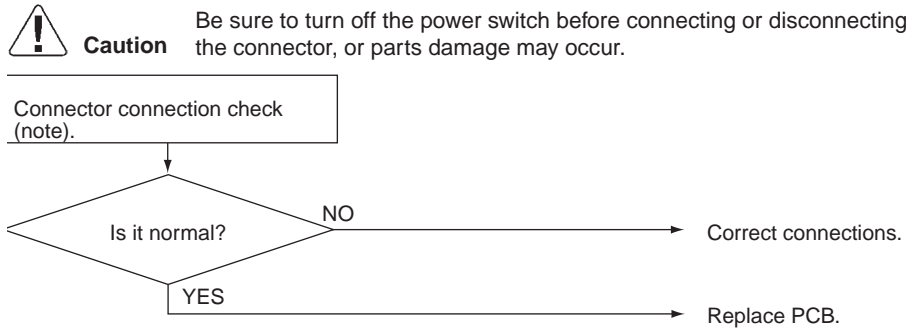 Be sure to turn off the power switch before connecting or disconnecting
Caution the connector, or parts damage may occur.
Connector connection check
(note).
Is it normal?
NO
Correct connections.
YES
Replace PCB.